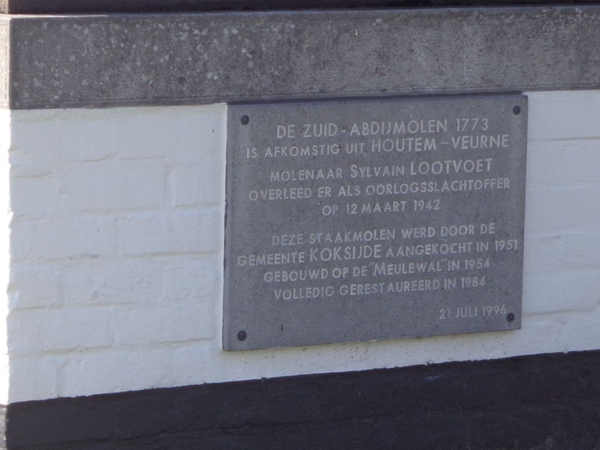 DE ZUID-ABDIJMOLEN 1773
IS AFKOMSTIG UIT HOUTEM-VEURNE
MOLENAAR SYLVAIN LOOTVOET
OVERLEED ER ALS OORLOGSSLACHTOFFER
OP 12 MAART 1942
DEZE STAAKMOLEN WERD DOOR DE
GEMEENTE KOKSIJDE AANGEKOCHT IN 1951
GEBOUWD OP DE "MEULEWAL" IN 1954
VOLLEDIG GERESTAUREERD IN 1984
21 JULI 1996